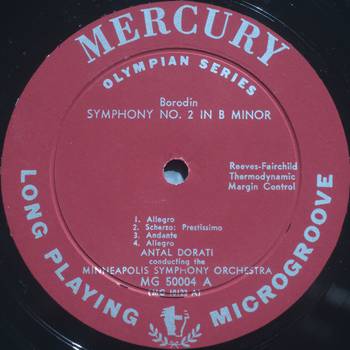 MERCURY
OLYMPIAN SERIES
Borodin
SYMPHONY NO. 2 IN B MINOR
Reeves-Fairchild
Thermodynamic
Margin Control
1. Allegro
2. Scherzo: Prestissimo
3. Andante
4. Allegro
ANTAL DORATI
conducting the
MINNEAPOLIS SYMPHONY ORCHESTRA
MG 50004 A
LONG PLAYING MICROGROOVE